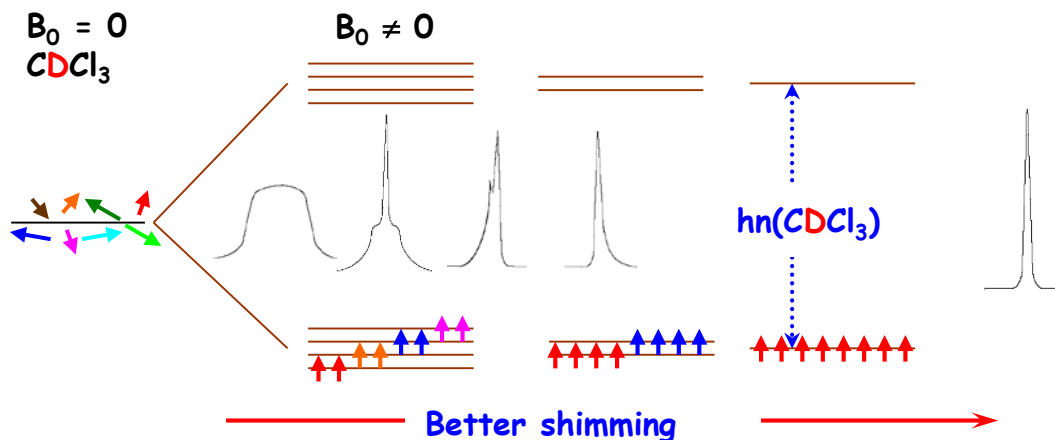 B₀ = 0
CDCl₃
B₀ ≠ 0
hn(CDCl₃)
Better shimming